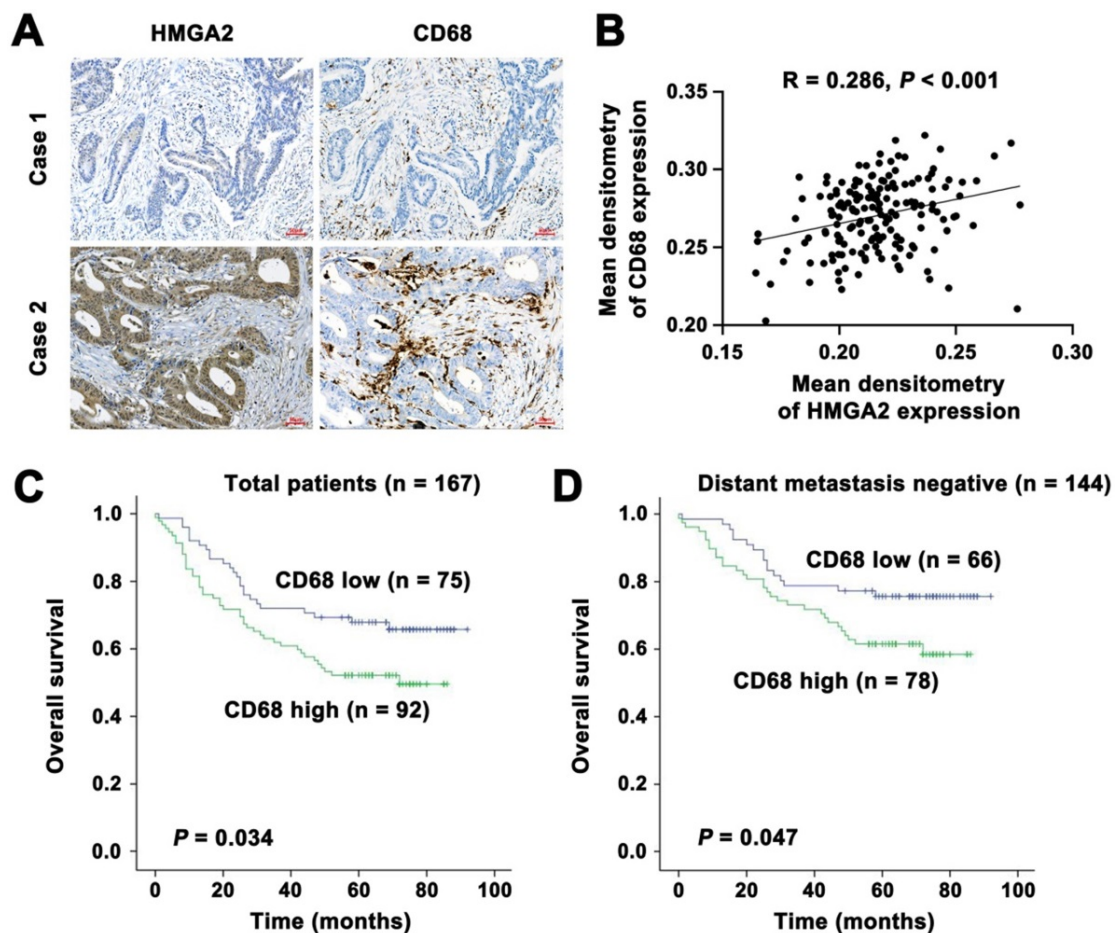 A
HMGA2
CD68
Case 1
Case 2
B
R = 0.286, P < 0.001
Mean densitometry
of CD68 expression
0.35
0.30
0.25
0.20
0.15
0.20
0.25
0.30
Mean densitometry
of HMGA2 expression
C
Total patients (n = 167)
Overall survival
1.0
0.8
0.6
0.4
0.2
0.0
CD68 low (n = 75)
CD68 high (n = 92)
P = 0.034
0
20
40
60
80
100
Time (months)
D
Distant metastasis negative (n = 144)
Overall survival
1.0
0.8
0.6
0.4
0.2
0.0
CD68 low (n = 66)
CD68 high (n = 78)
P = 0.047
0
20
40
60
80
100
Time (months)